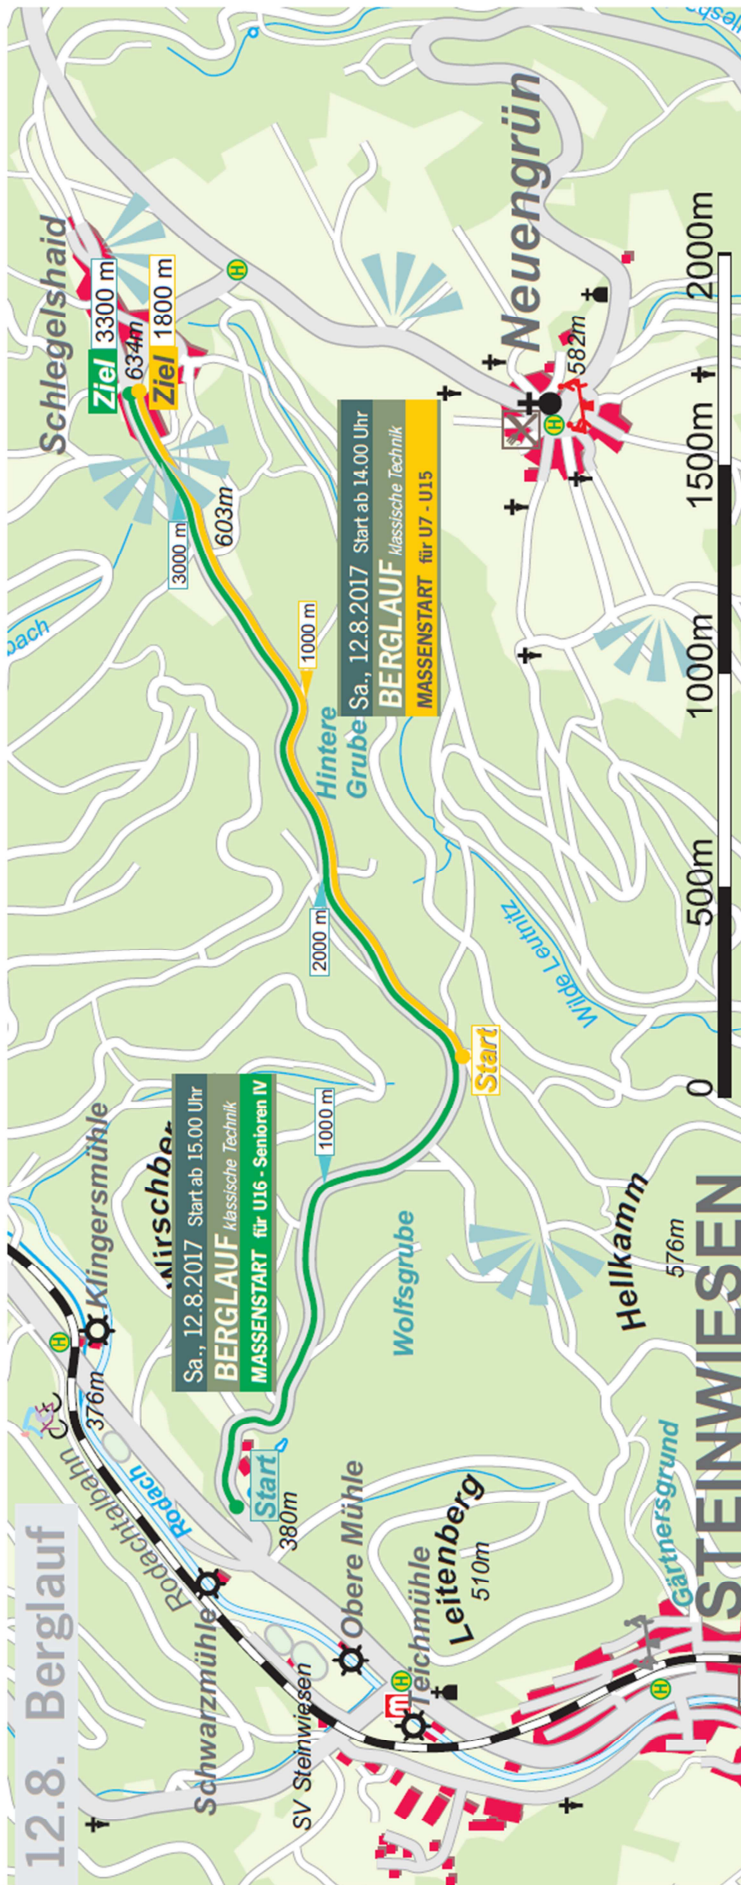 12.8. Berglauf
Schlegelshaid
Ziel 3300 m
634m
Ziel 1800 m
603m
3000 m
1000 m
Hintere
Grube
Sa., 12.8.2017 Start ab 14.00 Uhr
BERGLAUF klassische Technik
MASSENSTART für U7 - U15
Neuengrün
582m
bach
2000 m
Wilde Leutnitz
Start
1000 m
Klingersmühle
376m
Sa., 12.8.2017 Start ab 15.00 Uhr
BERGLAUF klassische Technik
MASSENSTART für U16 - Senioren IV
Wolfsgrube
Hellkamm
576m
Start
380m
Rodachtalbahn
Rodach
Schwarzmühle
Obere Mühle
SV Steinwiesen
Teichmühle
Leitenberg
510m
Gärtnersgrund
STEINWIESEN
H
H
H
H
H
m
0
500m
1000m
1500m
2000m